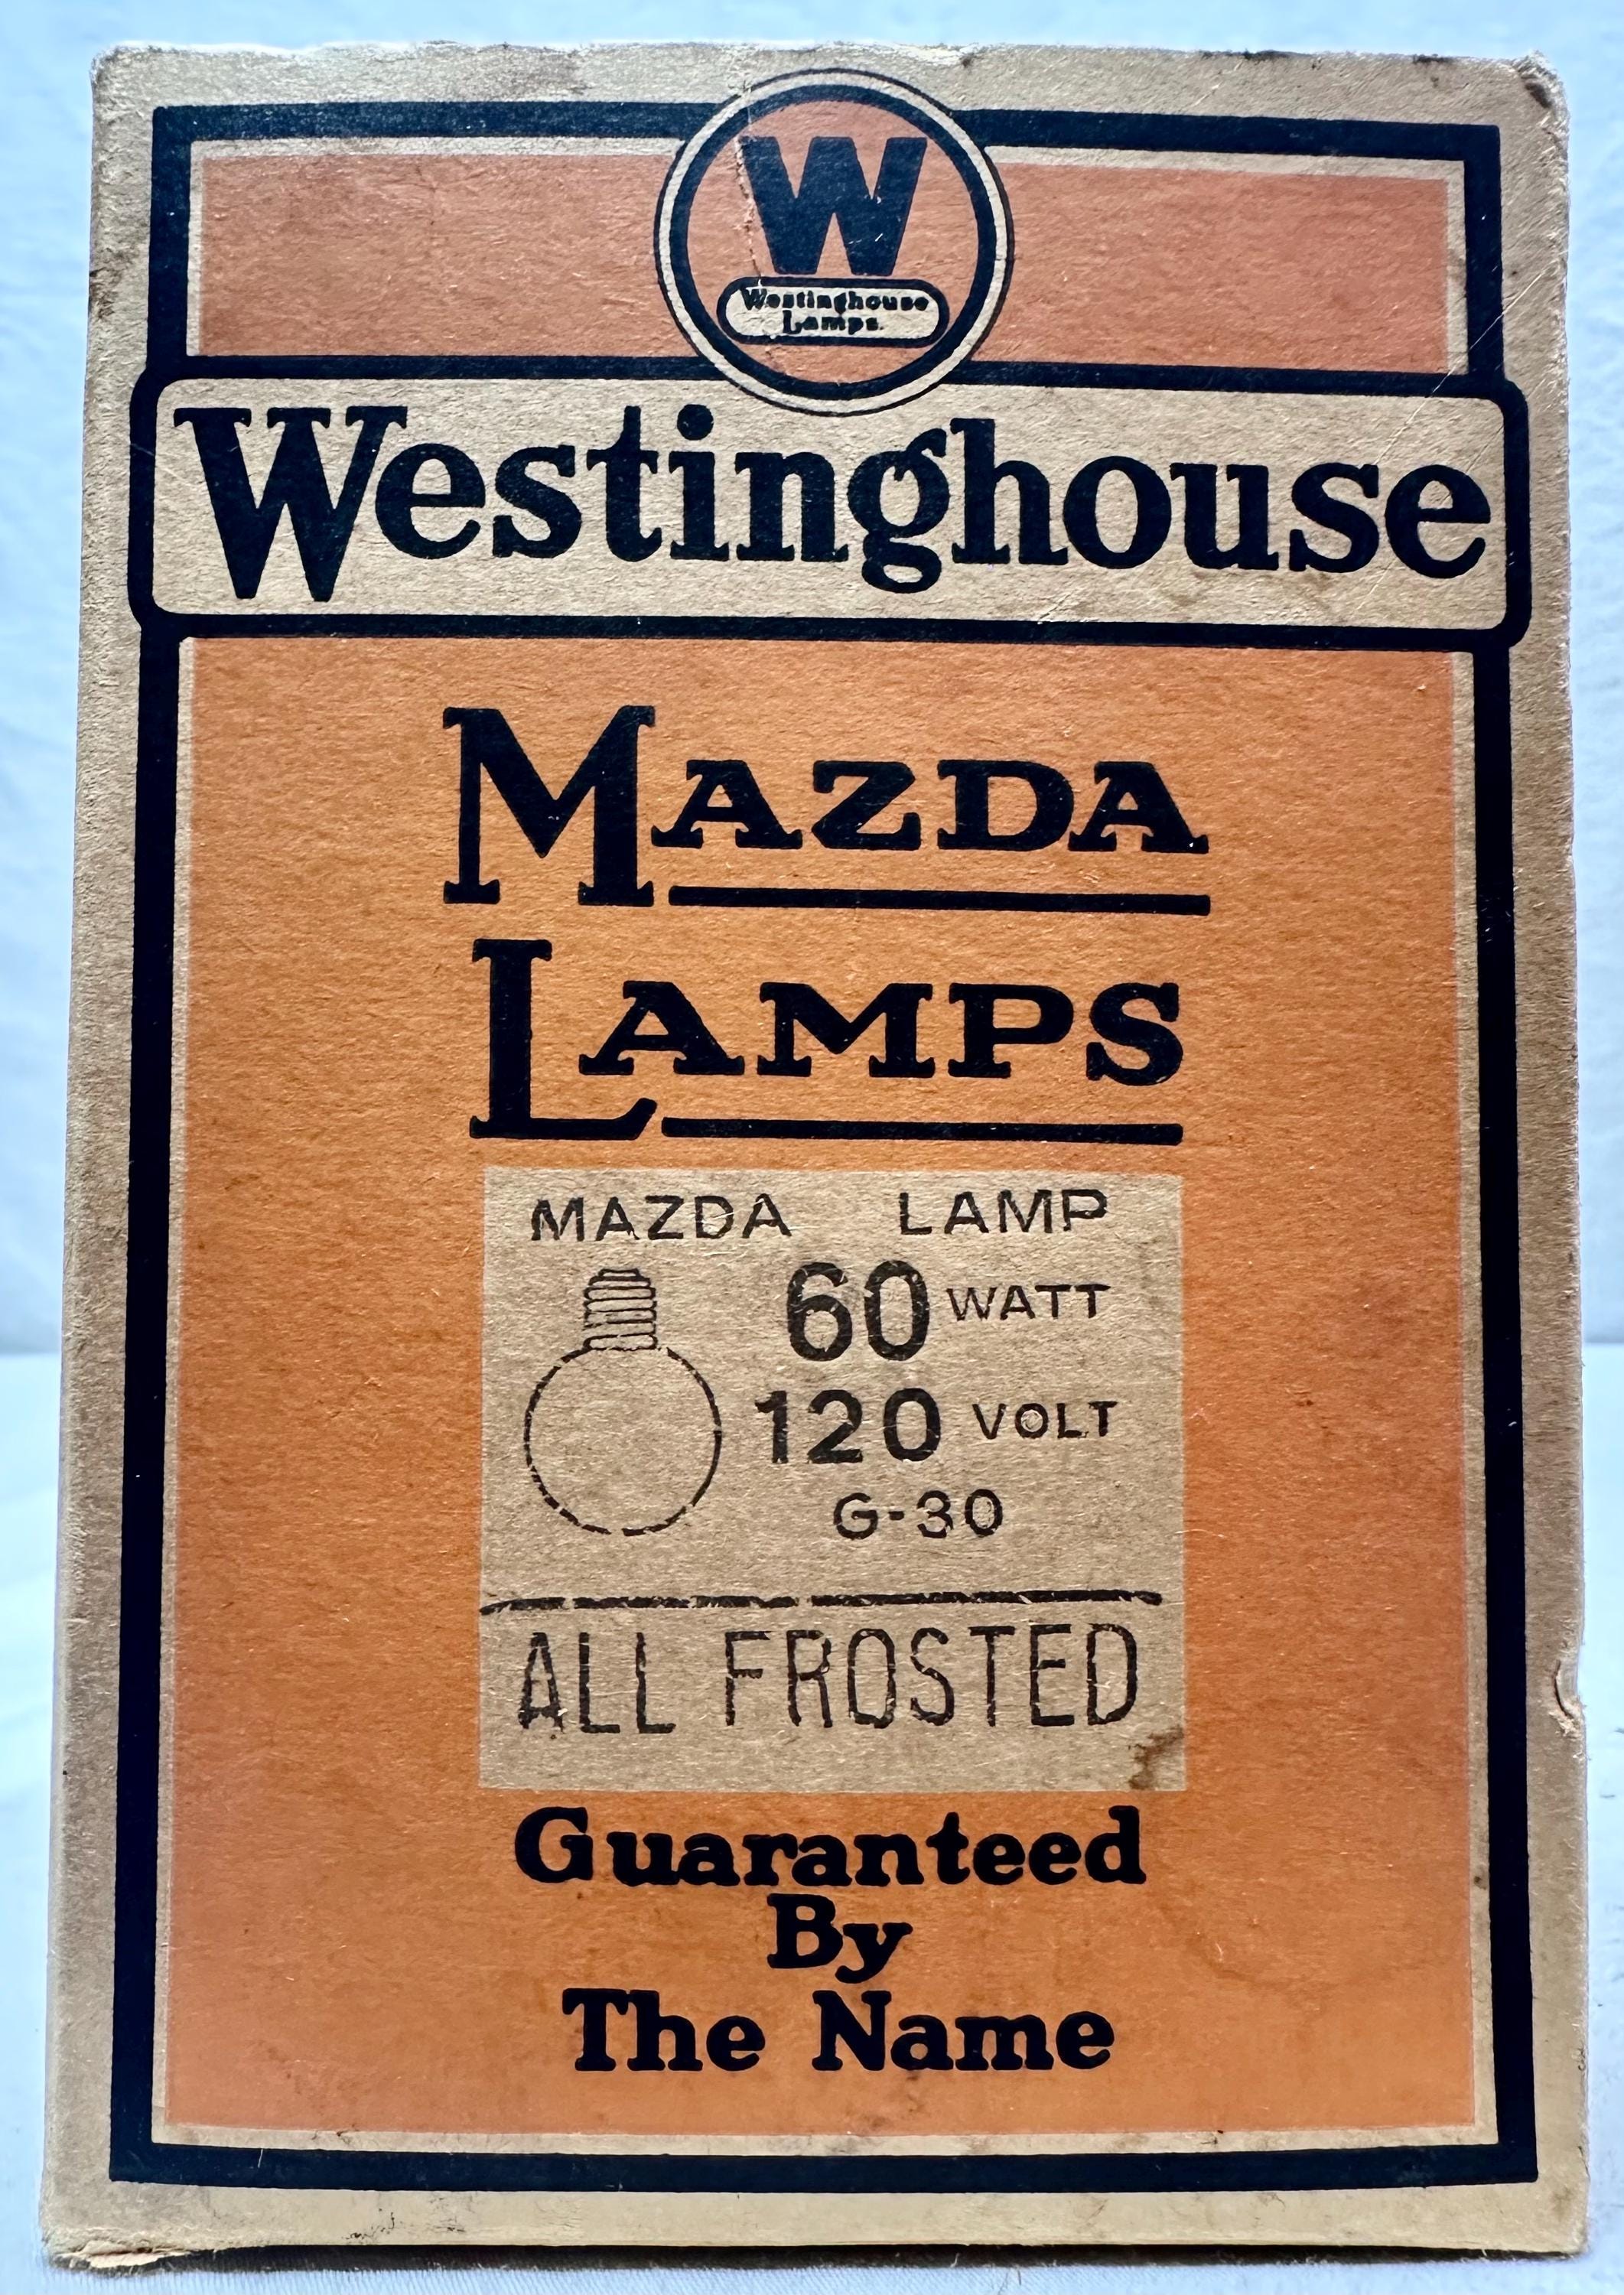 W
Westinghouse
Lamps.
Westinghouse
MAZDA
LAMPS
MAZDA LAMP
60 WATT
120 VOLT
G-30
ALL FROSTED
Guaranteed
By
The Name